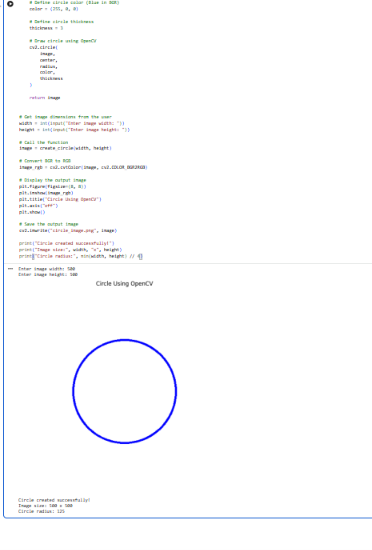 # Define circle color (Blue in BGR)
color = (255, 0, 0)
# Define circle thickness
thickness = 3
# Draw circle using OpenCV
cv2.circle(
image,
center,
radius,
color,
thickness
)
return image
# Get image dimensions from the user
width = int(input("Enter image width: "))
height = int(input("Enter image height: "))
# Call the function
image = create_circle(width, height)
# Convert BGR to RGB
image_rgb = cv2.cvtColor(image, cv2.COLOR_BGR2RGB)
# Display the output image
plt.figure(figsize=(6, 6))
plt.imshow(image_rgb)
plt.title("Circle Using OpenCV")
plt.axis("off")
plt.show()
# Save the output image
cv2.imwrite("circle_image.png", image)
print("Circle created successfully!")
print("Image size:", width, "x", height)
print("Circle radius:", min(width, height) // 4)
Enter image width: 500
Enter image height: 500
Circle Using OpenCV
Circle created successfully!
Image size: 500 x 500
Circle radius: 125